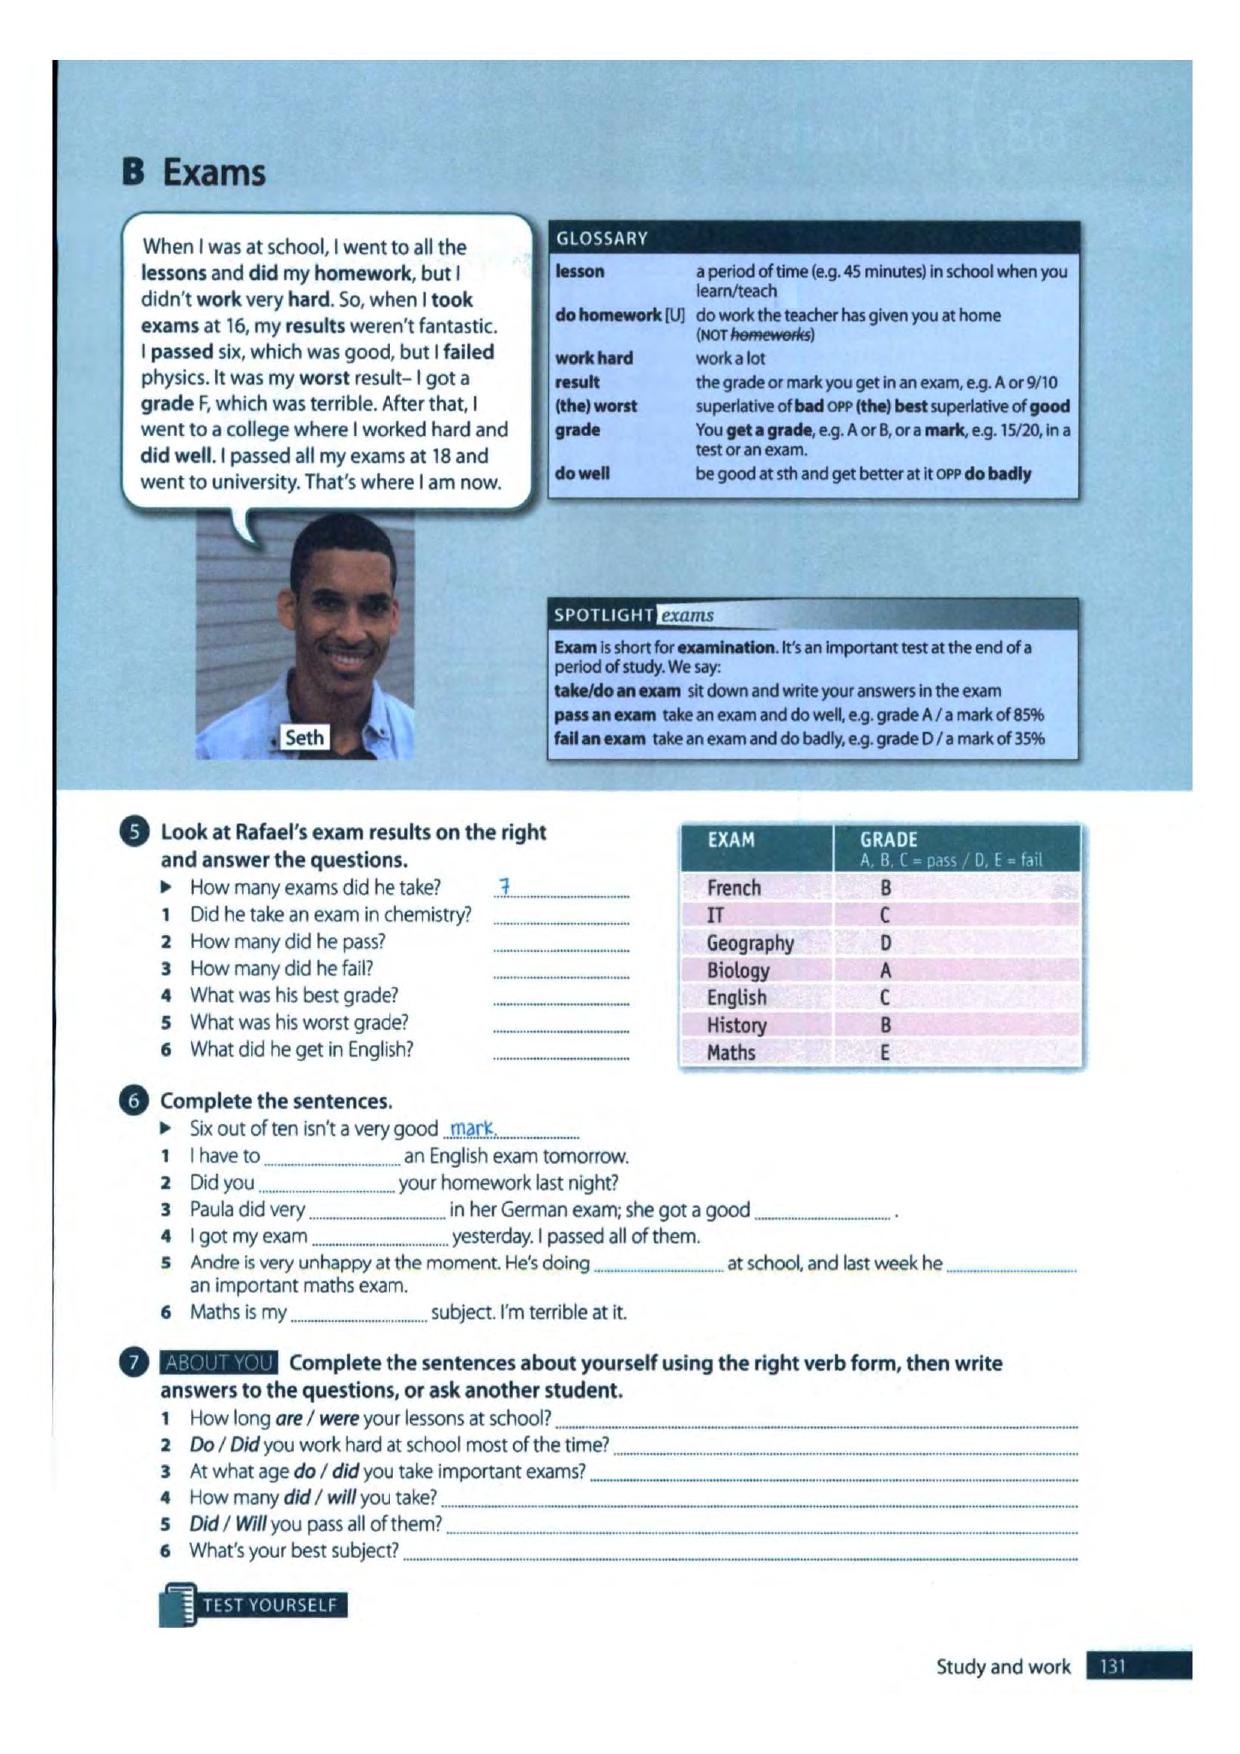 B Exams
When I was at school, I went to all the
lessons and did my homework, but I
didn't work very hard. So, when I took
exams at 16, my results weren't fantastic.
I passed six, which was good, but I failed
physics. It was my worst result– I got a
grade F, which was terrible. After that, I
went to a college where I worked hard and
did well. I passed all my exams at 18 and
went to university. That's where I am now.
Seth
GLOSSARY
lesson a period of time (e.g. 45 minutes) in school when you
learn/teach
do homework [U] do work the teacher has given you at home
(NOT homeworks)
work hard work a lot
result the grade or mark you get in an exam, e.g. A or 9/10
(the) worst superlative of bad OPP (the) best superlative of good
grade You get a grade, e.g. A or B, or a mark, e.g. 15/20, in a
test or an exam.
do well be good at sth and get better at it OPP do badly
SPOTLIGHT exams
Exam is short for examination. It's an important test at the end of a
period of study. We say:
take/do an exam sit down and write your answers in the exam
pass an exam take an exam and do well, e.g. grade A / a mark of 85%
fail an exam take an exam and do badly, e.g. grade D / a mark of 35%
5 Look at Rafael's exam results on the right
and answer the questions.
► How many exams did he take? 7
1 Did he take an exam in chemistry?
2 How many did he pass?
3 How many did he fail?
4 What was his best grade?
5 What was his worst grade?
6 What did he get in English?
EXAM GRADE
A, B, C = pass / D, E = fail
French B
IT C
Geography D
Biology A
English C
History B
Maths E
6 Complete the sentences.
► Six out of ten isn't a very good mark.
1 I have to an English exam tomorrow.
2 Did you your homework last night?
3 Paula did very in her German exam; she got a good .
4 I got my exam yesterday. I passed all of them.
5 Andre is very unhappy at the moment. He's doing at school, and last week he
an important maths exam.
6 Maths is my subject. I'm terrible at it.
7 ABOUT YOU Complete the sentences about yourself using the right verb form, then write
answers to the questions, or ask another student.
1 How long are / were your lessons at school?
2 Do / Did you work hard at school most of the time?
3 At what age do / did you take important exams?
4 How many did / will you take?
5 Did / Will you pass all of them?
6 What's your best subject?
TEST YOURSELF
Study and work 131